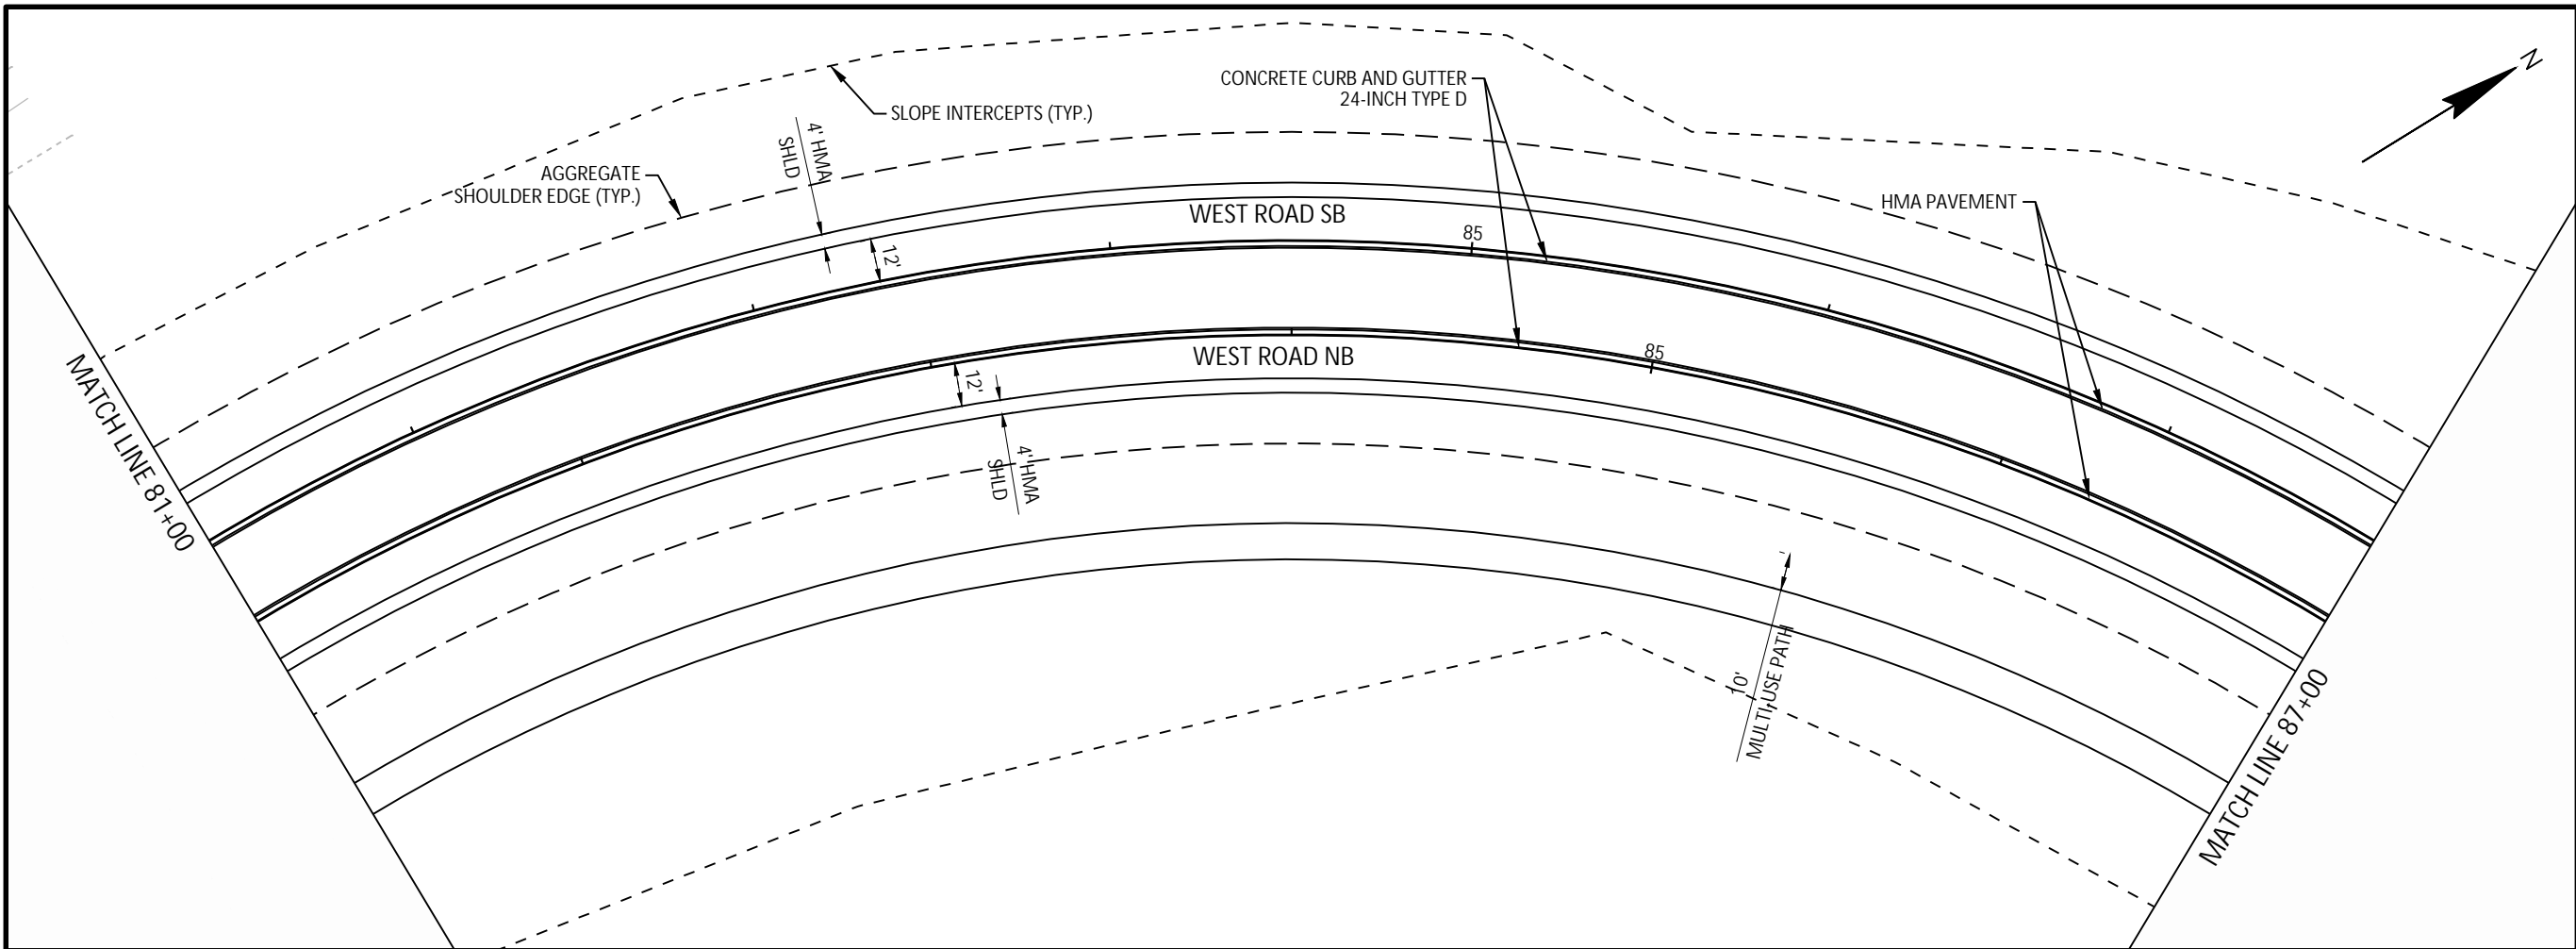 N
CONCRETE CURB AND GUTTER
24-INCH TYPE D
SLOPE INTERCEPTS (TYP.)
4' HMA
SHLD
AGGREGATE
SHOULDER EDGE (TYP.)
HMA PAVEMENT
WEST ROAD SB
85
12'
WEST ROAD NB
85
12'
MATCH LINE 81+00
4' HMA
SHLD
10'
MULTI-USE PATH
MATCH LINE 87+00